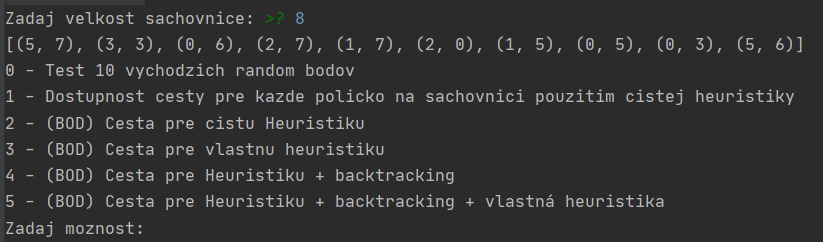 Zadaj velkost sachovnice: >? 8
[(5, 7), (3, 3), (0, 6), (2, 7), (1, 7), (2, 0), (1, 5), (0, 5), (0, 3), (5, 6)]
0 - Test 10 vychodzich random bodov
1 - Dostupnost cesty pre kazde policko na sachovnici pouzitim cistej heuristiky
2 - (BOD) Cesta pre cistu Heuristiku
3 - (BOD) Cesta pre vlastnu heuristiku
4 - (BOD) Cesta pre Heuristiku + backtracking
5 - (BOD) Cesta pre Heuristiku + backtracking + vlastná heuristika
Zadaj moznost: